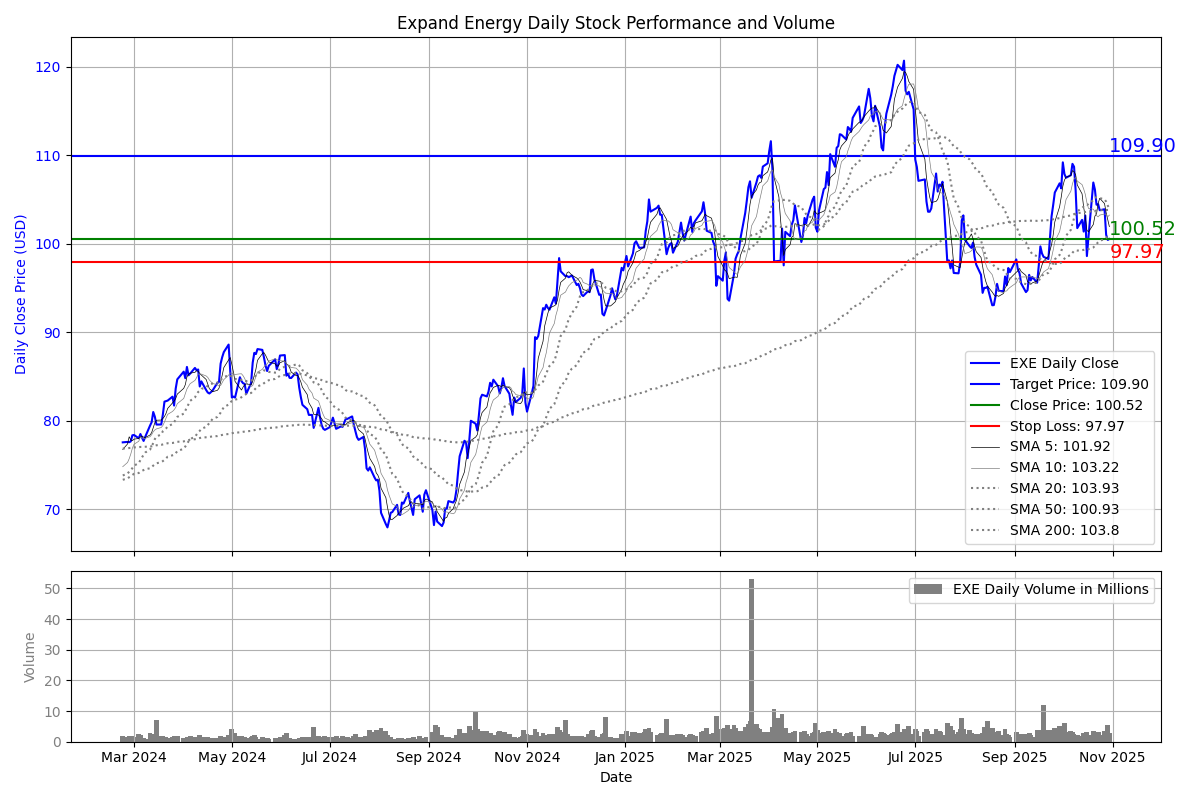 Expand Energy Daily Stock Performance and Volume
Daily Close Price (USD)
120
110
100
90
80
70
109.90
100.52
97.97
EXE Daily Close
Target Price: 109.90
Close Price: 100.52
Stop Loss: 97.97
SMA 5: 101.92
SMA 10: 103.22
SMA 20: 103.93
SMA 50: 100.93
SMA 200: 103.8
Volume
50
40
30
20
10
0
EXE Daily Volume in Millions
Mar 2024
May 2024
Jul 2024
Sep 2024
Nov 2024
Jan 2025
Mar 2025
May 2025
Jul 2025
Sep 2025
Nov 2025
Date